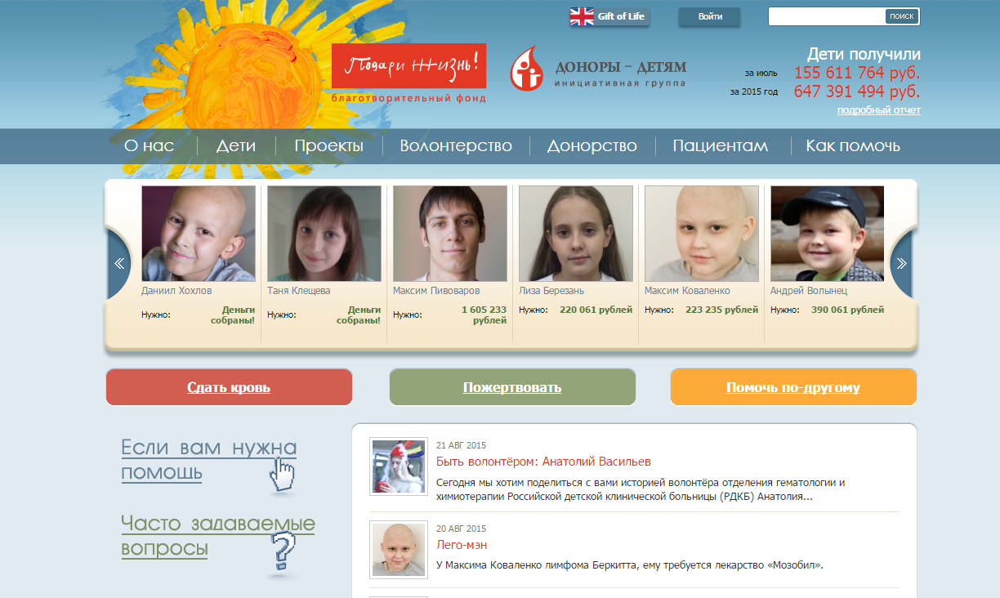 Gift of Life
Войти
поиск
Подари жизнь!
благотворительный фонд
ДОНОРЫ – ДЕТЯМ
инициативная группа
Дети получили
за июль 155 611 764 руб.
за 2015 год 647 391 494 руб.
подробный отчет
О нас
Дети
Проекты
Волонтерство
Донорство
Пациентам
Как помочь
Даниил Хохлов
Нужно: Деньги
собраны!
Таня Клещева
Нужно: Деньги
собраны!
Максим Пивоваров
Нужно: 1 605 233
рублей
Лиза Березань
Нужно: 220 061 рублей
Максим Коваленко
Нужно: 223 235 рублей
Андрей Волынец
Нужно: 390 061 рублей
Сдать кровь
Пожертвовать
Помочь по-другому
Если вам нужна
помощь
Часто задаваемые
вопросы
21 АВГ 2015
Быть волонтёром: Анатолий Васильев
Сегодня мы хотим поделиться с вами историей волонтёра отделения гематологии и
химиотерапии Российской детской клинической больницы (РДКБ) Анатолия...
20 АВГ 2015
Лего-мэн
У Максима Коваленко лимфома Беркитта, ему требуется лекарство «Мозобил».